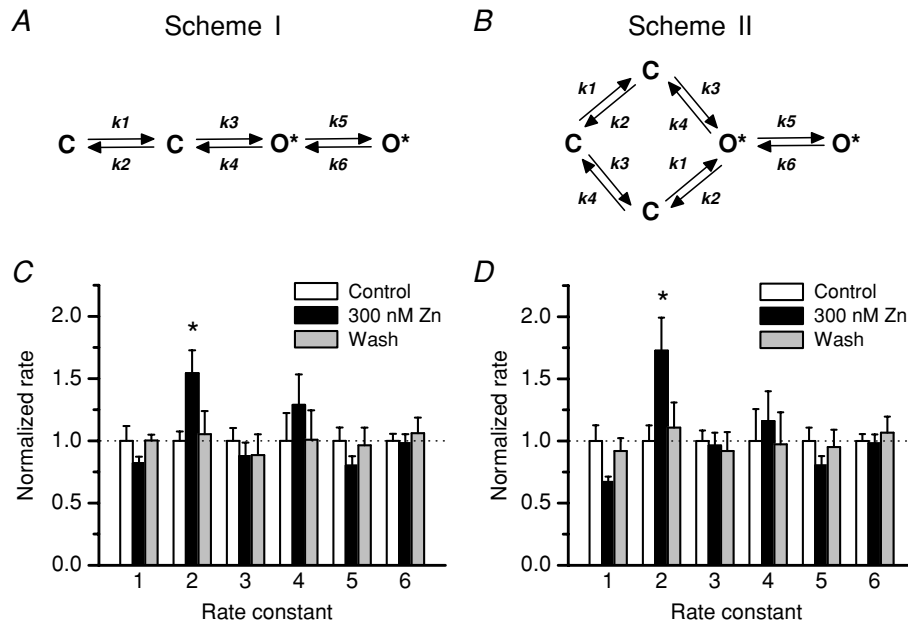 A Scheme I
B Scheme II
k1 k3 k5
C C O* O*
k2 k4 k6
C
k1 k3
k2 k4 k5
C O* O*
k3 k1 k6
k4 k2
C
C
Control
300 nM Zn
Wash
*
Normalized rate
2.0
1.5
1.0
0.5
0.0
1 2 3 4 5 6
Rate constant
D
Control
300 nM Zn
Wash
*
Normalized rate
2.0
1.5
1.0
0.5
0.0
1 2 3 4 5 6
Rate constant